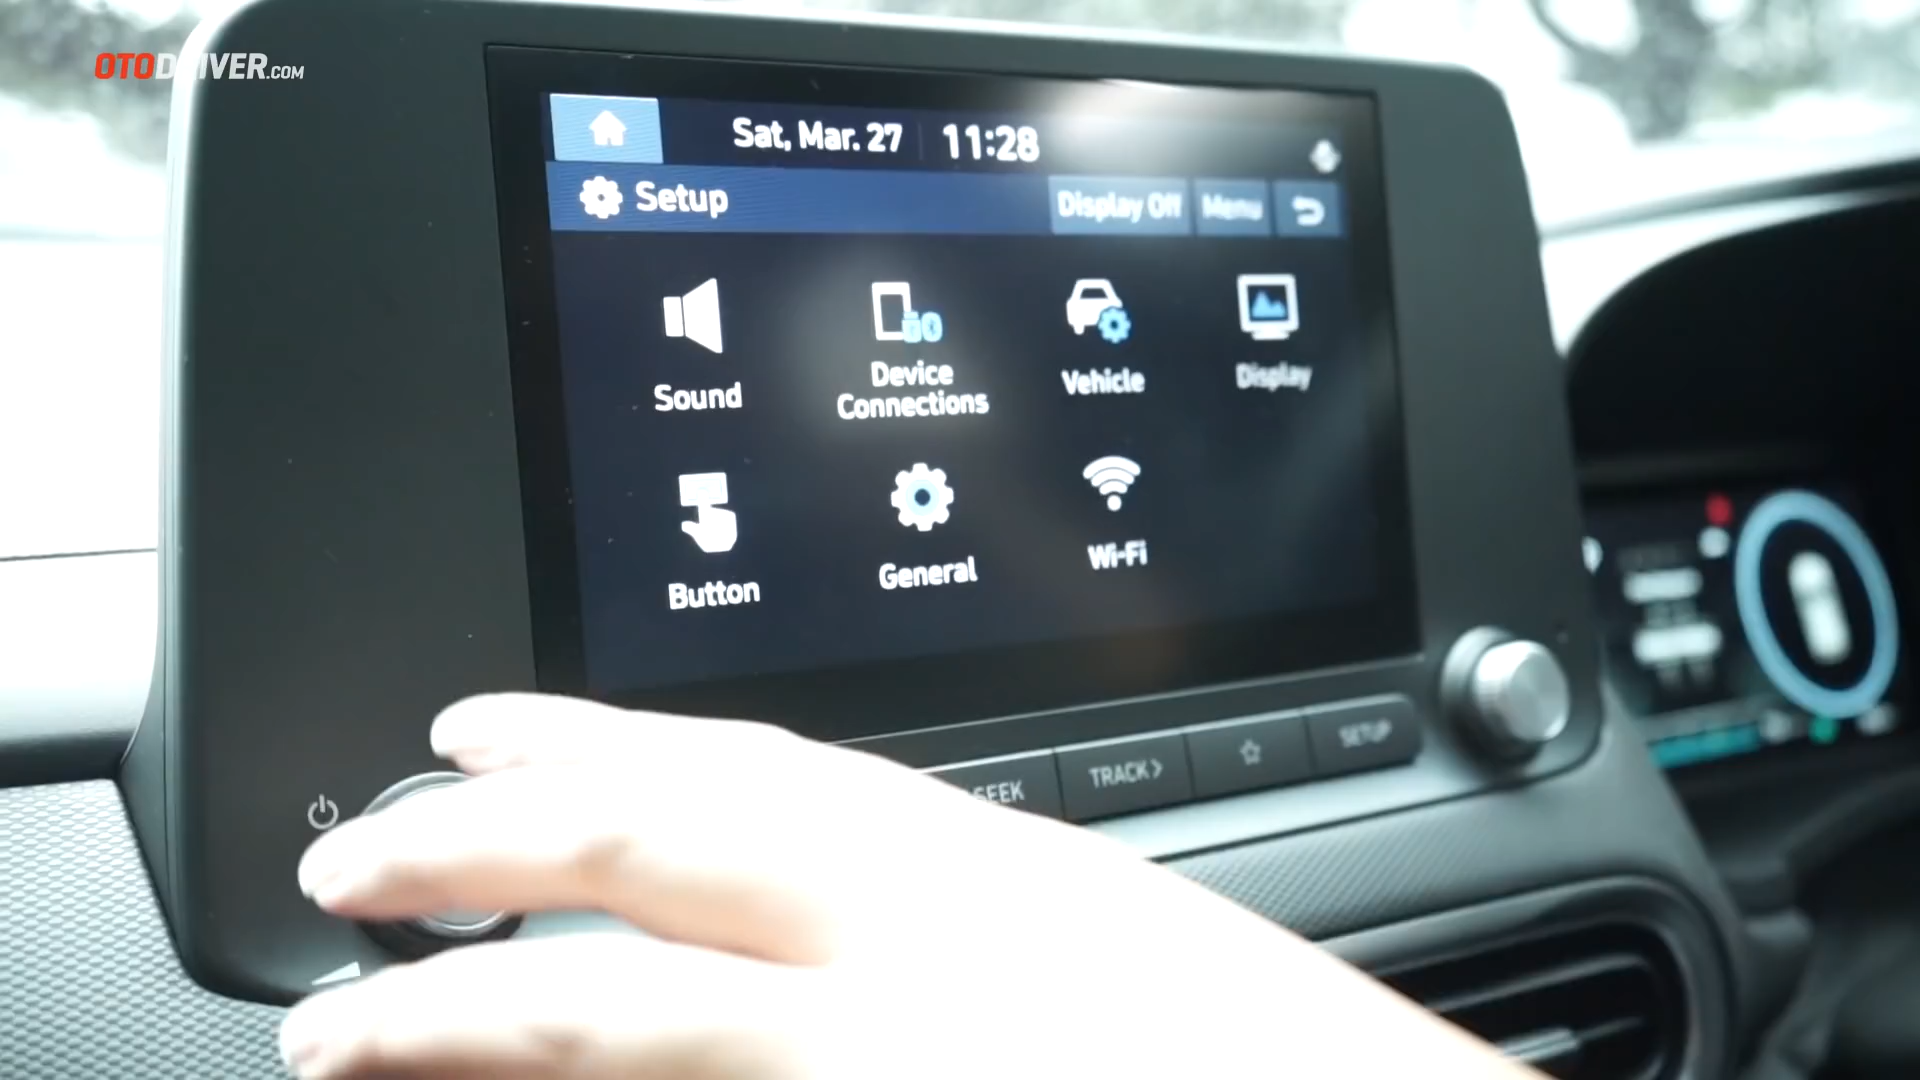 OTODRIVER.COM
Sat, Mar. 27 11:28
Setup
Display Off
Menu
Sound
Device
Connections
Vehicle
Display
Button
General
Wi-Fi
SEEK
TRACK >
SETUP